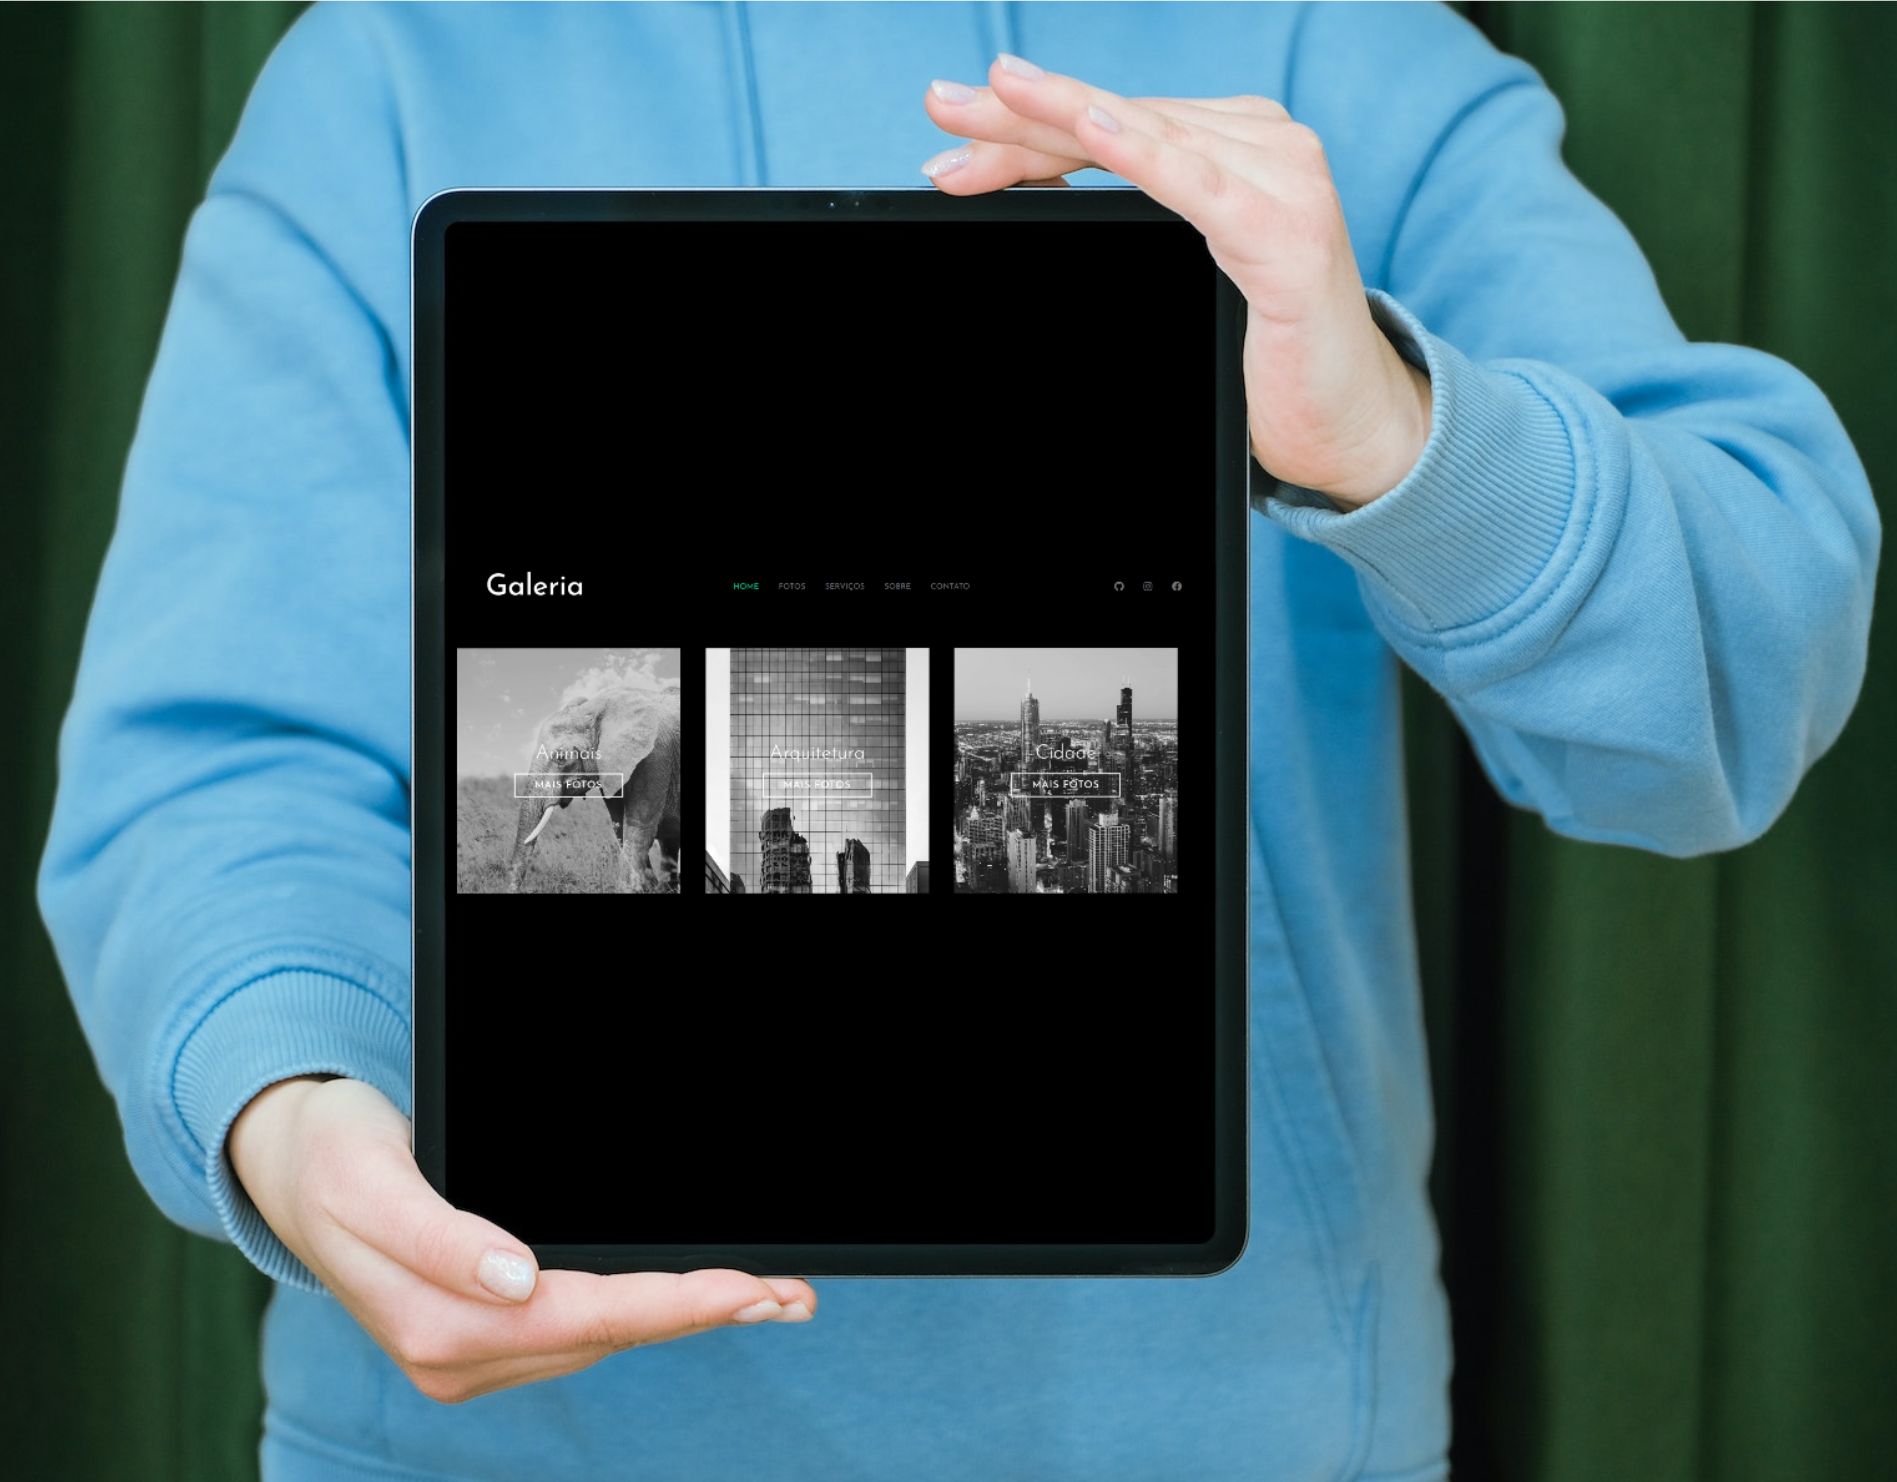 Galeria
HOME FOTOS SERVIÇOS SOBRE CONTATO
Animais
MAIS FOTOS
Arquitetura
MAIS FOTOS
Cidade
MAIS FOTOS